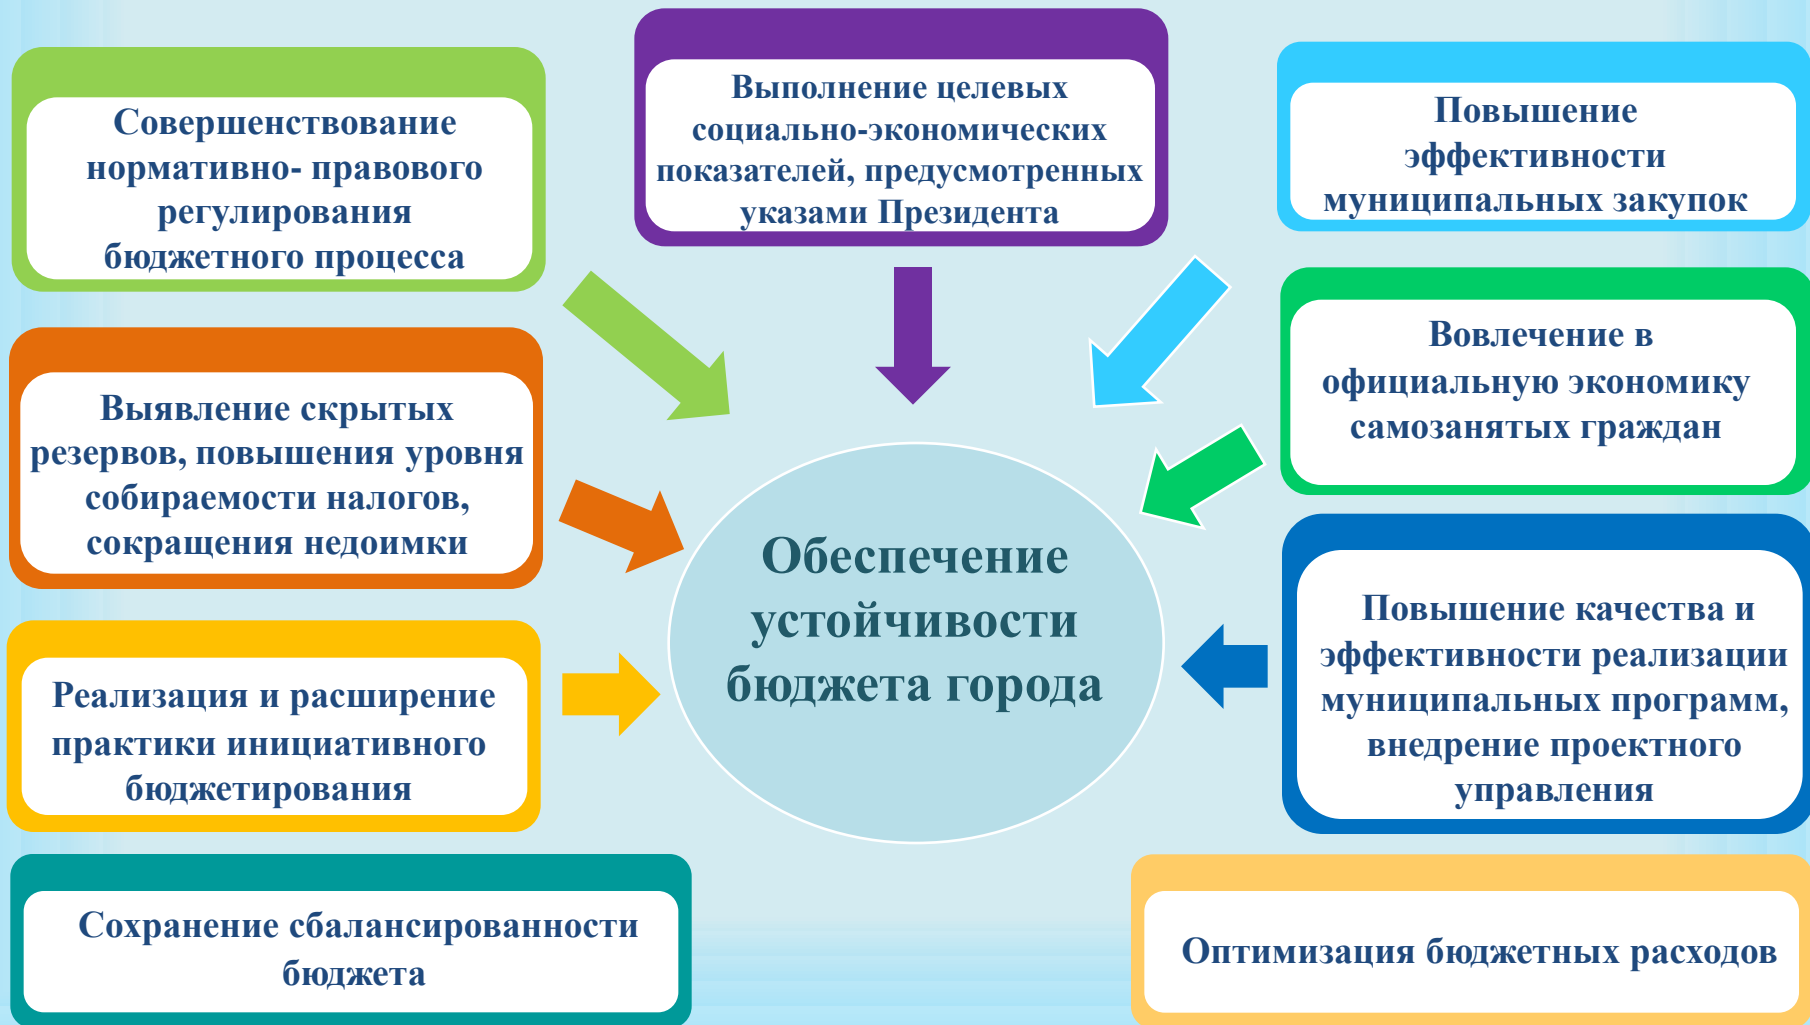 Совершенствование
нормативно- правового
регулирования
бюджетного процесса
Выполнение целевых
социально-экономических
показателей, предусмотренных
указами Президента
Повышение
эффективности
муниципальных закупок
Выявление скрытых
резервов, повышения уровня
собираемости налогов,
сокращения недоимки
Вовлечение в
официальную экономику
самозанятых граждан
Обеспечение
устойчивости
бюджета города
Реализация и расширение
практики инициативного
бюджетирования
Повышение качества и
эффективности реализации
муниципальных программ,
внедрение проектного
управления
Сохранение сбалансированности
бюджета
Оптимизация бюджетных расходов